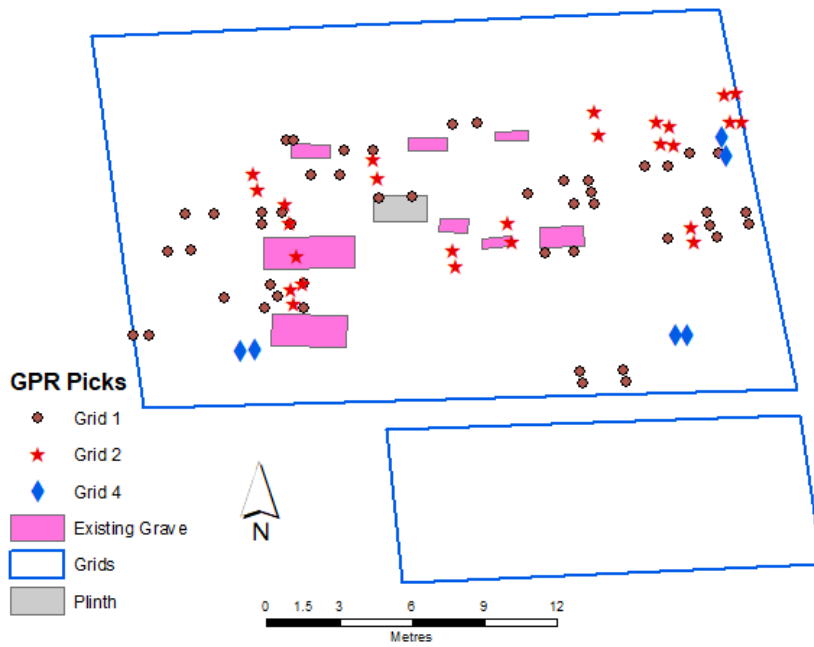 GPR Picks
Grid 1
Grid 2
Grid 4
Existing Grave
Grids
Plinth
N
0 1.5 3 6 9 12
Metres